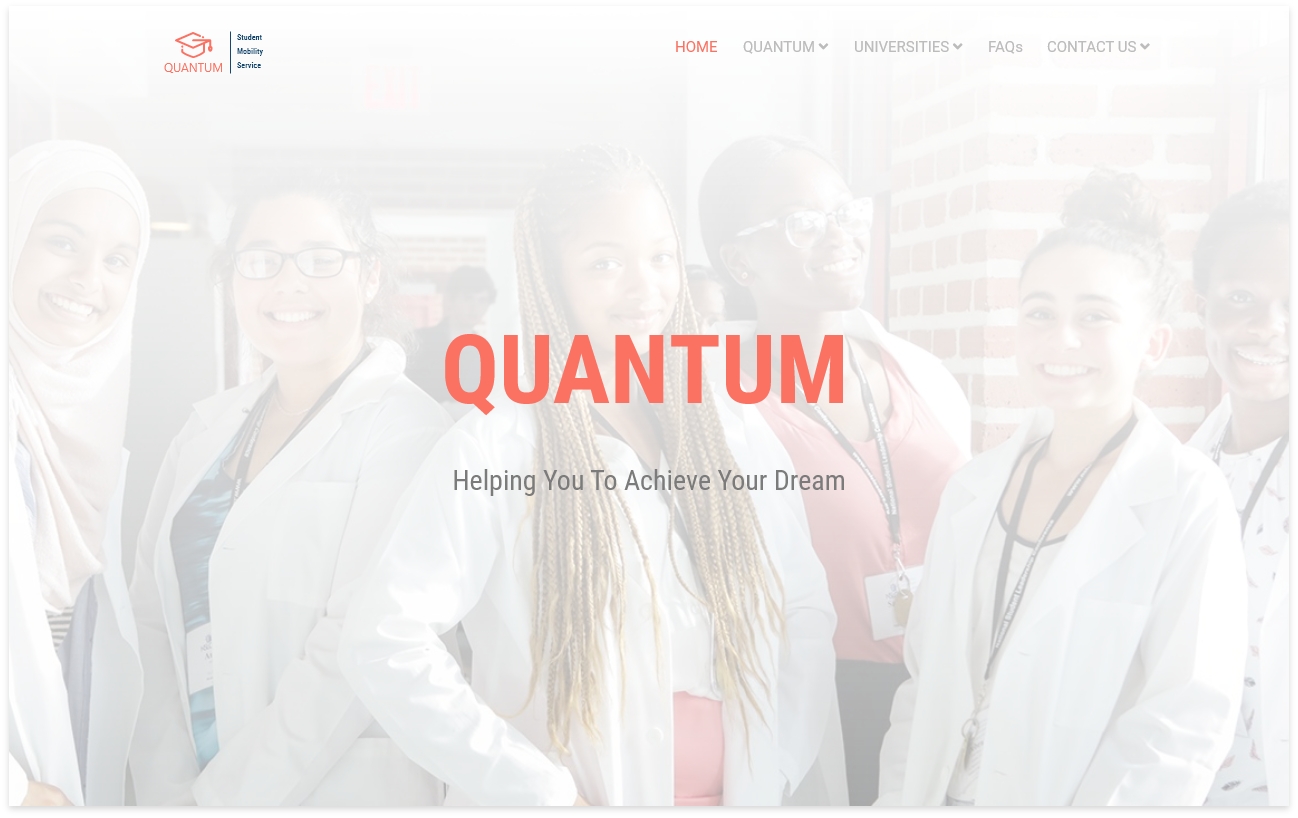 QUANTUM
Student
Mobility
Service
HOME
QUANTUM
UNIVERSITIES
FAQs
CONTACT US
QUANTUM
Helping You To Achieve Your Dream